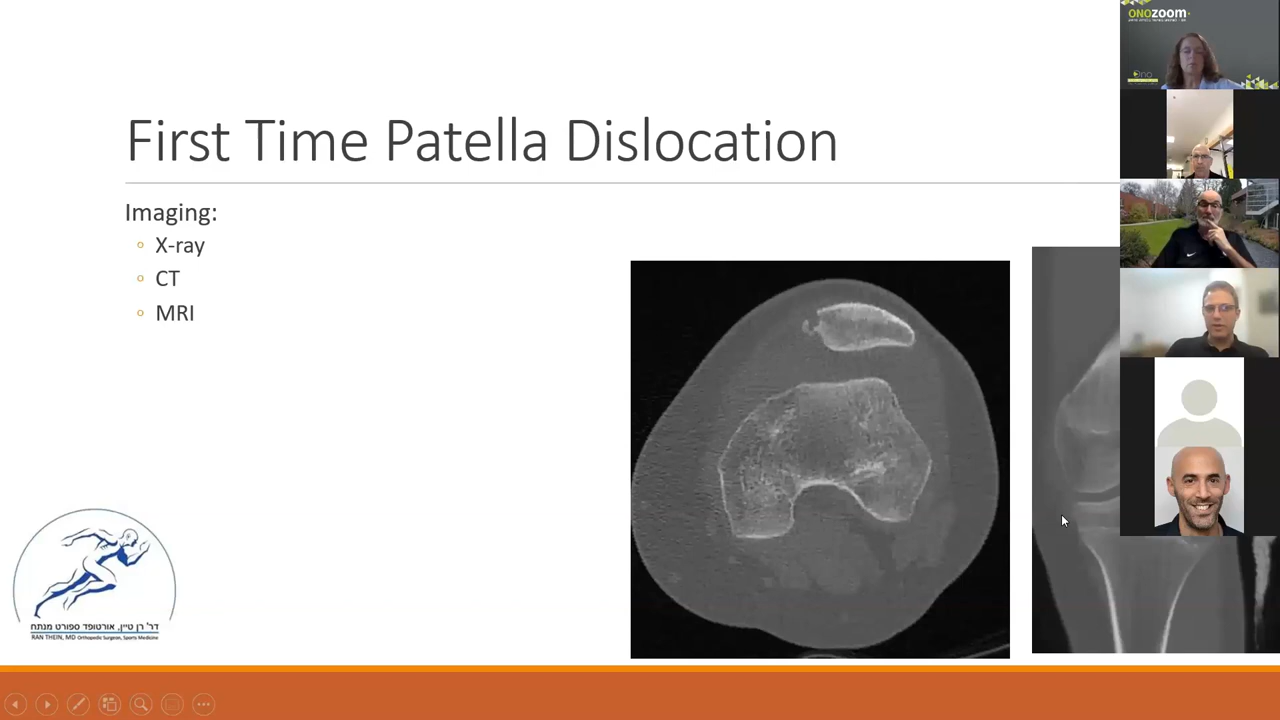 First Time Patella Dislocation
Imaging:
X-ray
CT
MRI
דר' רן טיין, אורטופד ספורט מנתח
RAN THEIN, MD Orthopedic Surgeon, Sports Medicine
ONOZOOM
Ono